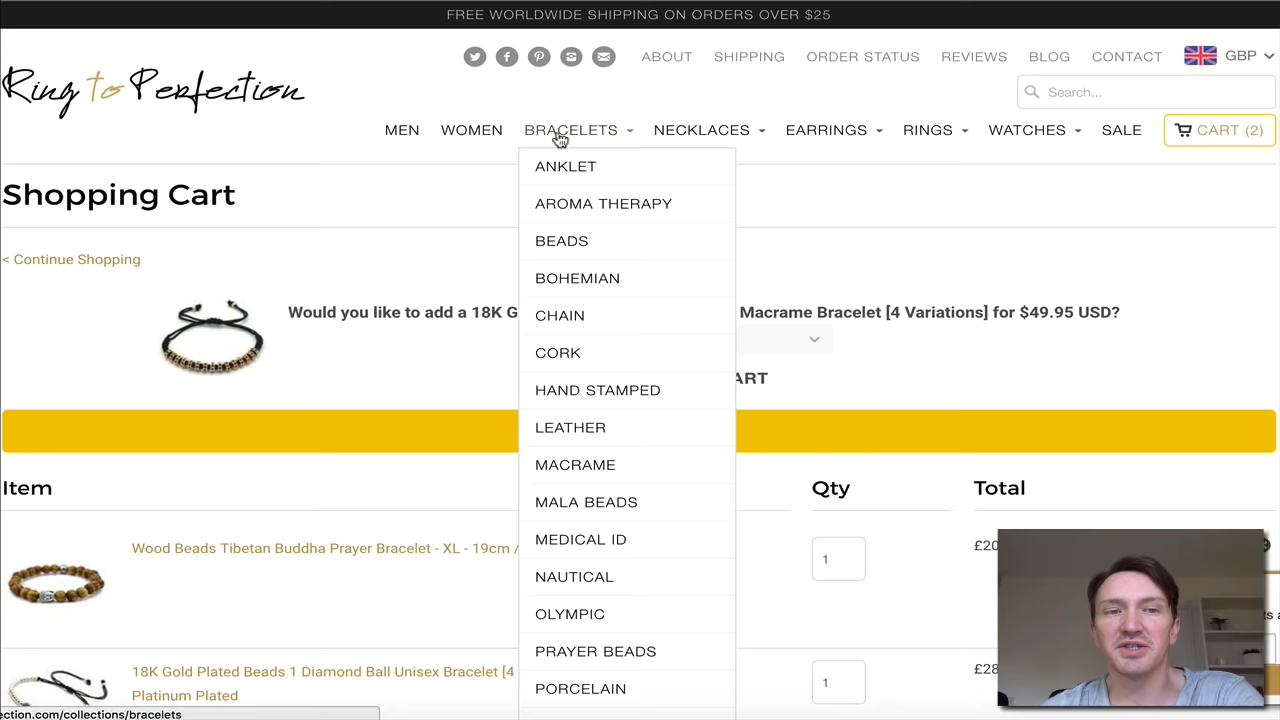 FREE WORLDWIDE SHIPPING ON ORDERS OVER $25
ABOUT SHIPPING ORDER STATUS REVIEWS BLOG CONTACT GBP
Ring to Perfection
Search...
MEN WOMEN BRACELETS NECKLACES EARRINGS RINGS WATCHES SALE CART (2)
Shopping Cart
ANKLET
AROMA THERAPY
BEADS
BOHEMIAN
CHAIN
CORK
HAND STAMPED
LEATHER
MACRAME
MALA BEADS
MEDICAL ID
NAUTICAL
OLYMPIC
PRAYER BEADS
PORCELAIN
< Continue Shopping
Would you like to add a 18K G Macrame Bracelet [4 Variations] for $49.95 USD?
ART
Item Qty Total
Wood Beads Tibetan Buddha Prayer Bracelet - XL - 19cm / 1 £20
18K Gold Plated Beads 1 Diamond Ball Unisex Bracelet [4 1 £28
Platinum Plated
ection.com/collections/bracelets